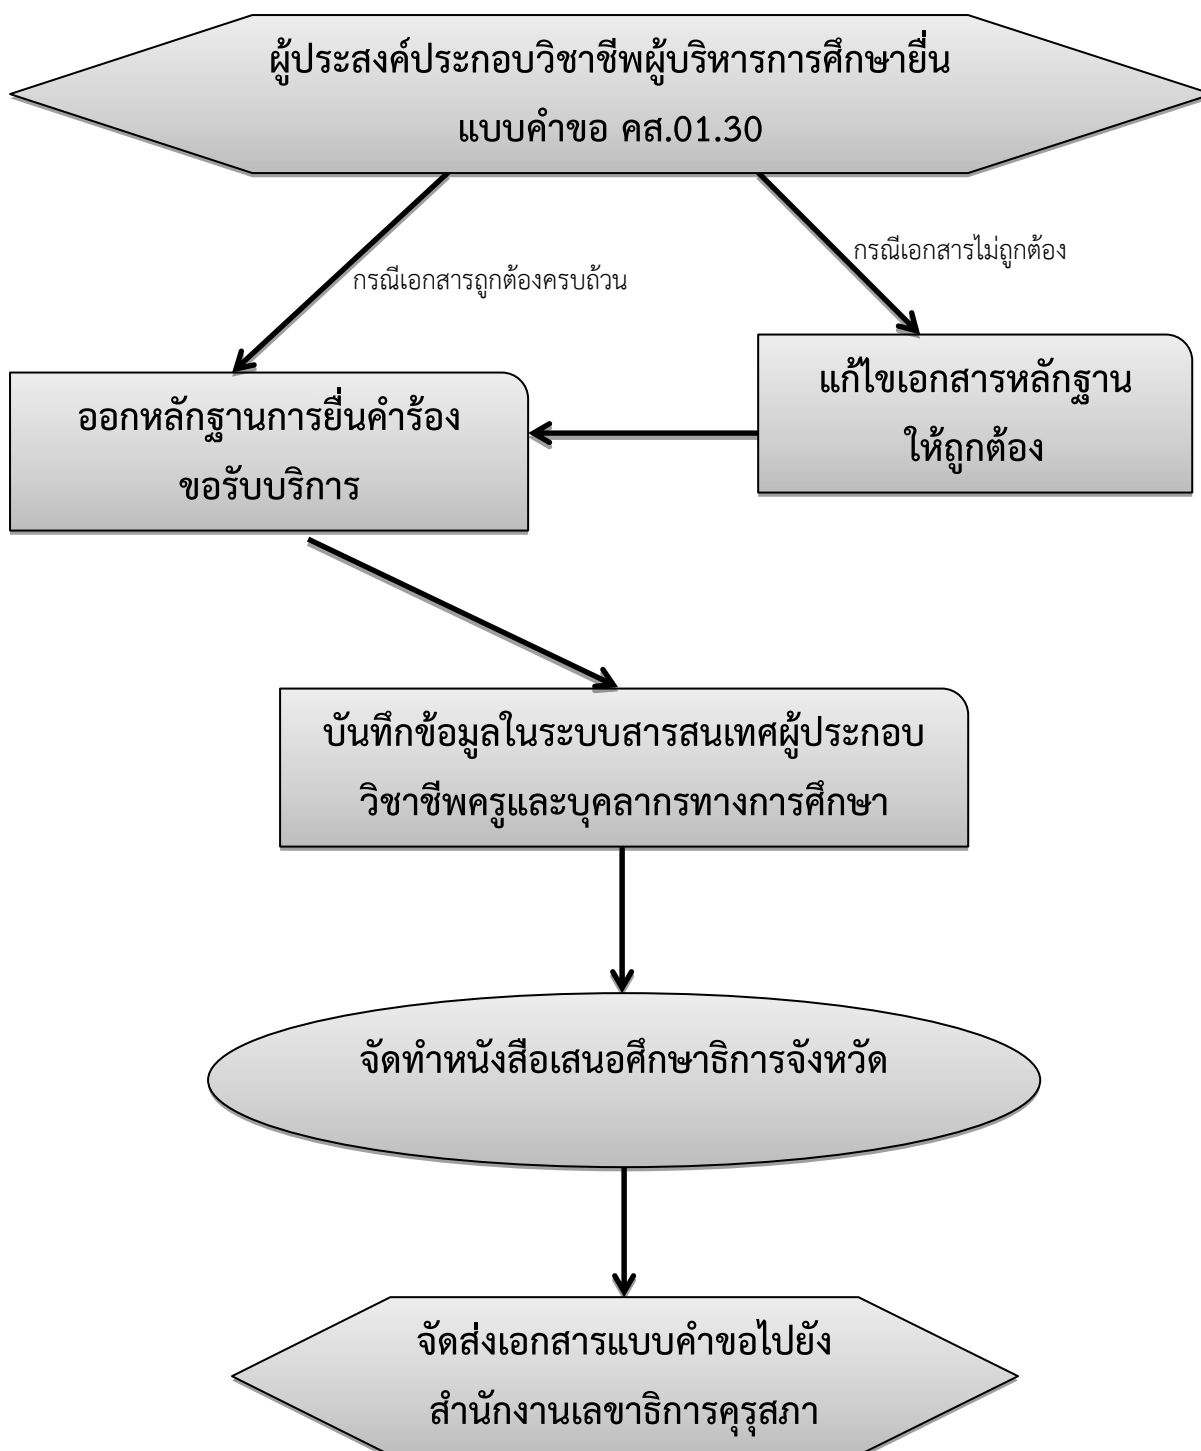 ผู้ประสงค์ประกอบวิชาชีพผู้บริหารการศึกษายื่น
แบบคำขอ คส.01.30
กรณีเอกสารไม่ถูกต้อง
กรณีเอกสารถูกต้องครบถ้วน
แก้ไขเอกสารหลักฐาน
ให้ถูกต้อง
ออกหลักฐานการยื่นคำร้อง
ขอรับบริการ
บันทึกข้อมูลในระบบสารสนเทศผู้ประกอบ
วิชาชีพครูและบุคลากรทางการศึกษา
จัดทำหนังสือเสนอศึกษาธิการจังหวัด
จัดส่งเอกสารแบบคำขอไปยัง
สำนักงานเลขาธิการคุรุสภา